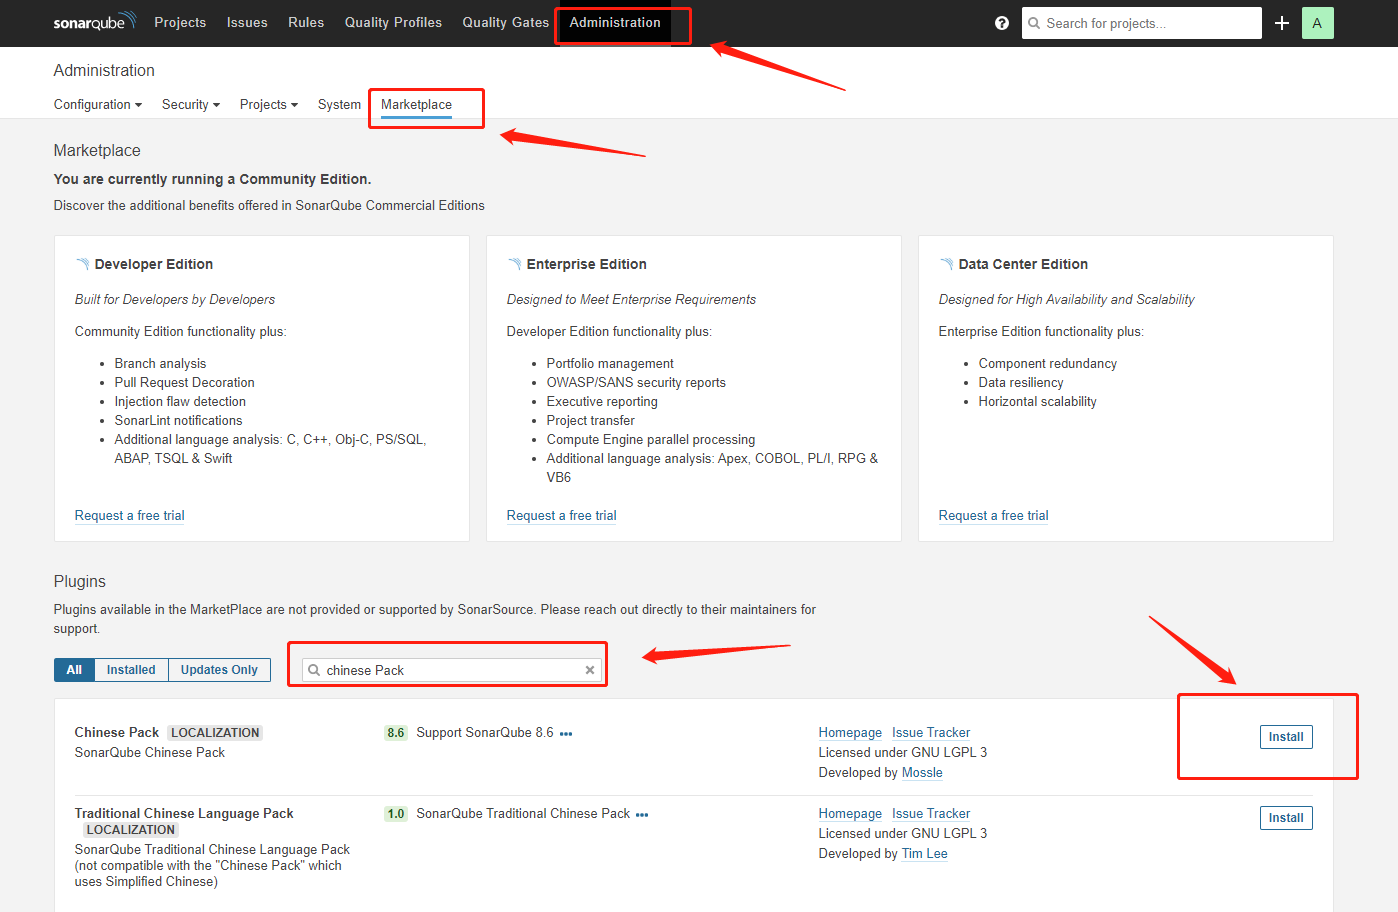 sonarqube Projects Issues Rules Quality Profiles Quality Gates Administration Search for projects... A
Administration
Configuration Security Projects System Marketplace
Marketplace
You are currently running a Community Edition.
Discover the additional benefits offered in SonarQube Commercial Editions
Developer Edition
Built for Developers by Developers
Community Edition functionality plus:
• Branch analysis
• Pull Request Decoration
• Injection flaw detection
• SonarLint notifications
• Additional language analysis: C, C++, Obj-C, PS/SQL,
ABAP, TSQL & Swift
Request a free trial
Enterprise Edition
Designed to Meet Enterprise Requirements
Developer Edition functionality plus:
• Portfolio management
• OWASP/SANS security reports
• Executive reporting
• Project transfer
• Compute Engine parallel processing
• Additional language analysis: Apex, COBOL, PL/I, RPG &
VB6
Request a free trial
Data Center Edition
Designed for High Availability and Scalability
Enterprise Edition functionality plus:
• Component redundancy
• Data resiliency
• Horizontal scalability
Request a free trial
Plugins
Plugins available in the MarketPlace are not provided or supported by SonarSource. Please reach out directly to their maintainers for
support.
All Installed Updates Only chinese Pack
Chinese Pack LOCALIZATION
SonarQube Chinese Pack
8.6 Support SonarQube 8.6 •••
Homepage Issue Tracker
Licensed under GNU LGPL 3
Developed by Mossle
Install
Traditional Chinese Language Pack
LOCALIZATION
SonarQube Traditional Chinese Language Pack
(not compatible with the "Chinese Pack" which
uses Simplified Chinese)
1.0 SonarQube Traditional Chinese Pack •••
Homepage Issue Tracker
Licensed under GNU LGPL 3
Developed by Tim Lee
Install